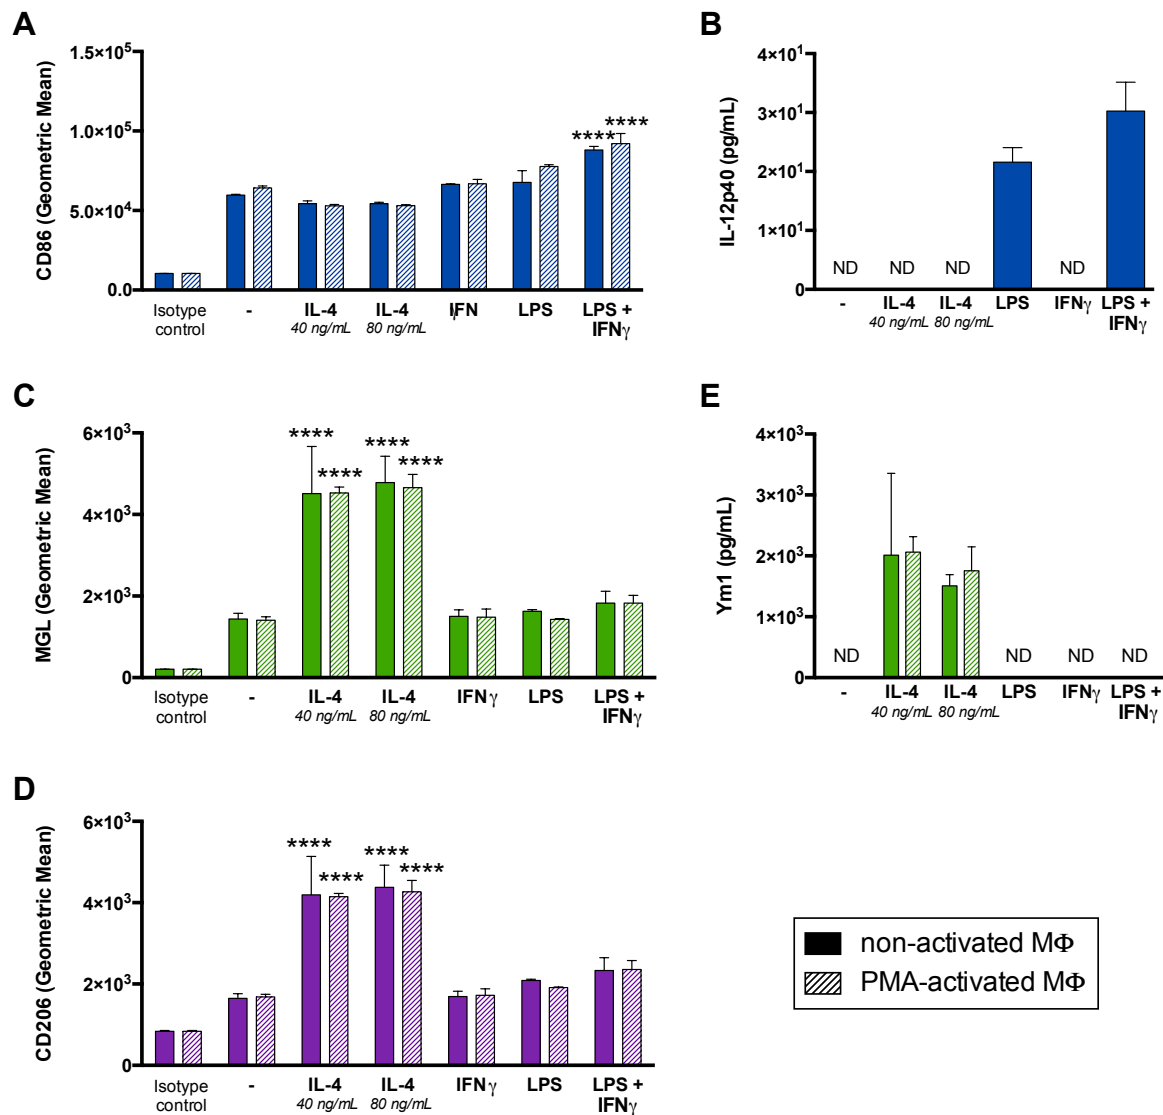 A
CD86 (Geometric Mean)
1.5×10⁵
1.0×10⁵
5.0×10⁴
0.0
**** ****
Isotype control
-
IL-4 40 ng/mL
IL-4 80 ng/mL
IFN
LPS
LPS + IFNγ
B
IL-12p40 (pg/mL)
4×10¹
3×10¹
2×10¹
1×10¹
0
ND ND ND ND
-
IL-4 40 ng/mL
IL-4 80 ng/mL
LPS
IFNγ
LPS + IFNγ
C
MGL (Geometric Mean)
6×10³
4×10³
2×10³
0
**** **** **** ****
Isotype control
-
IL-4 40 ng/mL
IL-4 80 ng/mL
IFNγ
LPS
LPS + IFNγ
E
Ym1 (pg/mL)
4×10³
3×10³
2×10³
1×10³
0
ND ND ND ND
-
IL-4 40 ng/mL
IL-4 80 ng/mL
LPS
IFNγ
LPS + IFNγ
D
CD206 (Geometric Mean)
6×10³
4×10³
2×10³
0
**** **** **** ****
Isotype control
-
IL-4 40 ng/mL
IL-4 80 ng/mL
IFNγ
LPS
LPS + IFNγ
non-activated MΦ
PMA-activated MΦ